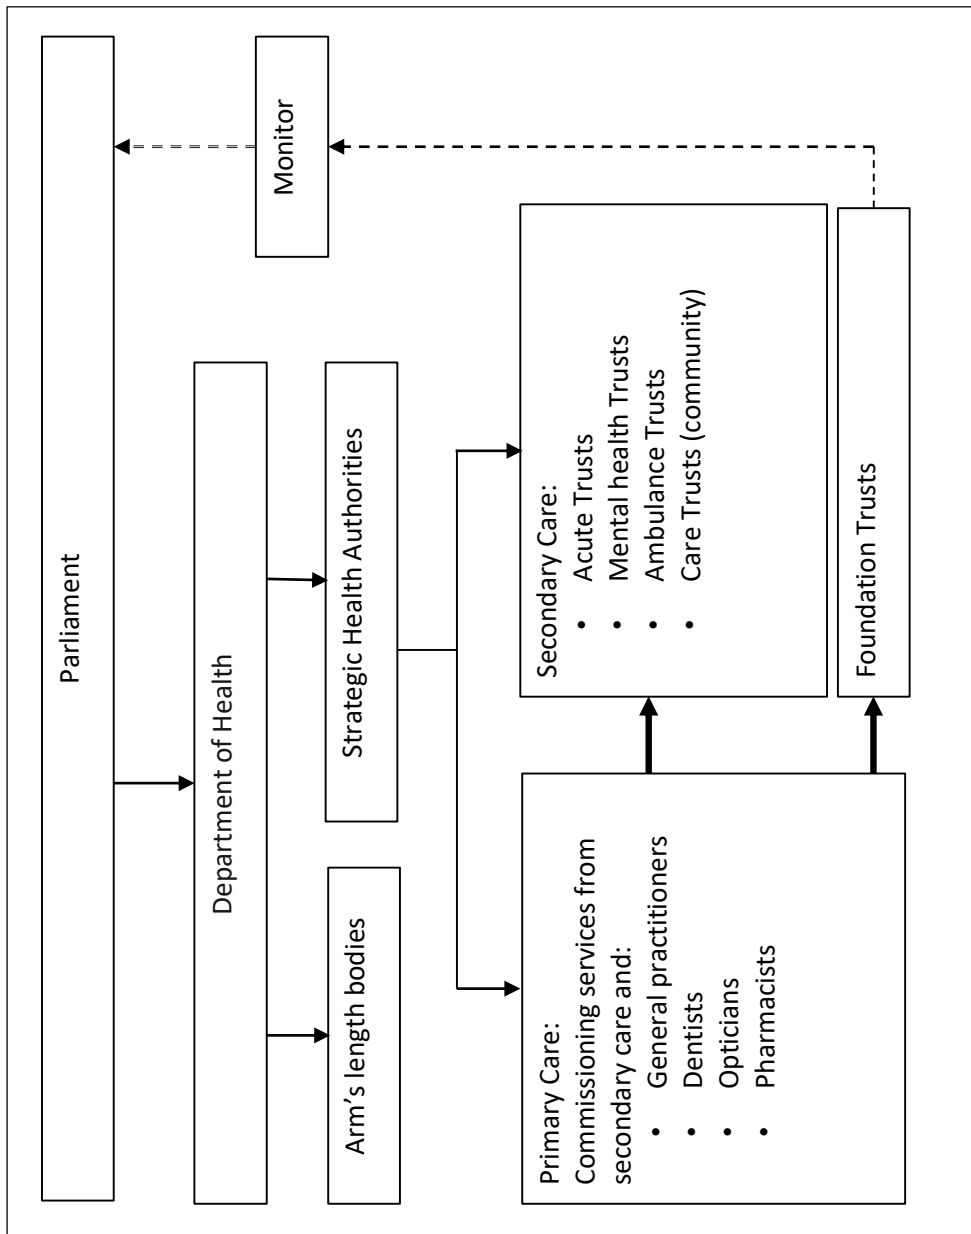 Parliament
Monitor
Department of Health
Arm’s length bodies
Strategic Health Authorities
Primary Care:
Commissioning services from
secondary care and:
• General practitioners
• Dentists
• Opticians
• Pharmacists
Secondary Care:
• Acute Trusts
• Mental health Trusts
• Ambulance Trusts
• Care Trusts (community)
Foundation Trusts